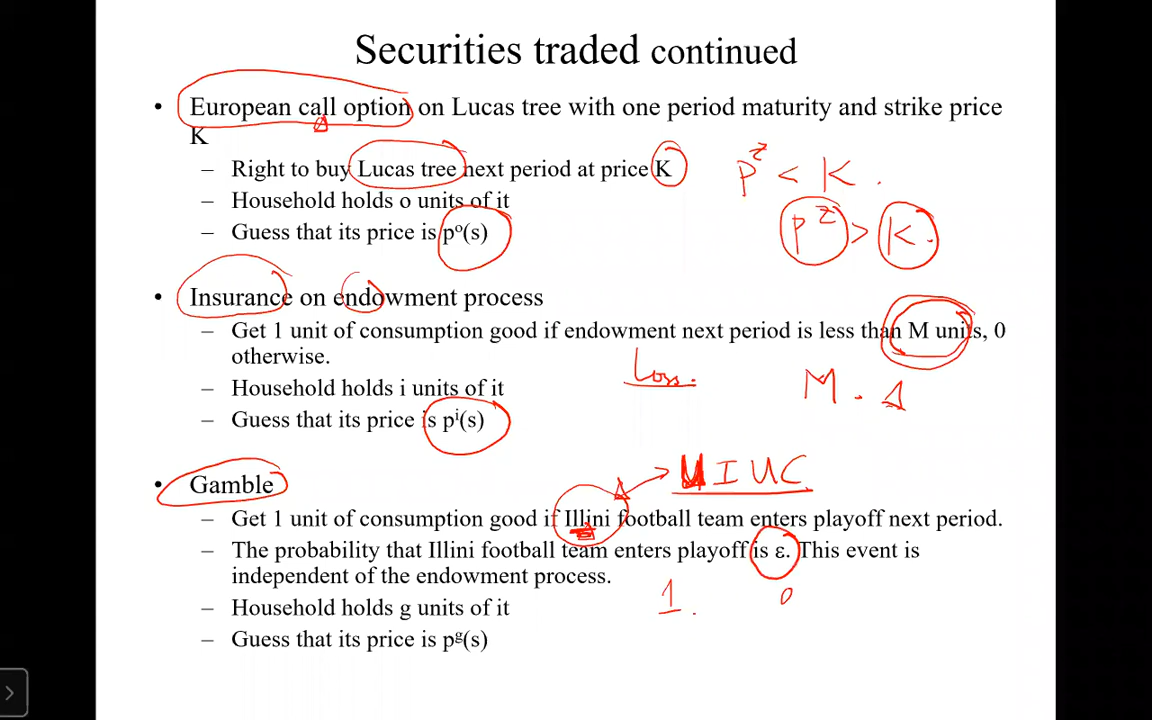 Securities traded continued
• European call option on Lucas tree with one period maturity and strike price
K
– Right to buy Lucas tree next period at price K
p^z < K.
– Household holds o units of it
p^z > K.
– Guess that its price is pᵒ(s)
• Insurance on endowment process
– Get 1 unit of consumption good if endowment next period is less than M units, 0
otherwise.
Loss.
– Household holds i units of it
M.
– Guess that its price is pⁱ(s)
• Gamble
IUC
– Get 1 unit of consumption good if Illini football team enters playoff next period.
– The probability that Illini football team enters playoff is ε. This event is
independent of the endowment process.
1. 0
– Household holds g units of it
– Guess that its price is pᵍ(s)